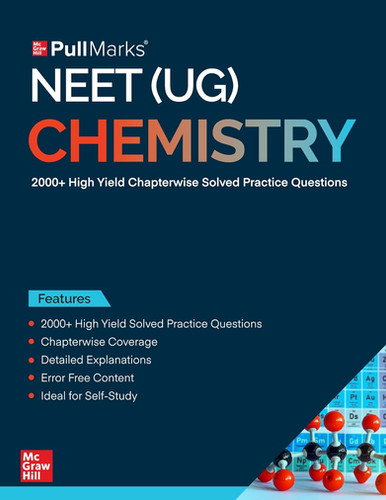 Mc
Graw
Hill
PullMarks®
NEET (UG)
CHEMISTRY
2000+ High Yield Chapterwise Solved Practice Questions
Features
2000+ High Yield Solved Practice Questions
Chapterwise Coverage
Detailed Explanations
Error Free Content
Ideal for Self-Study
Mc
Graw
Hill
Ds